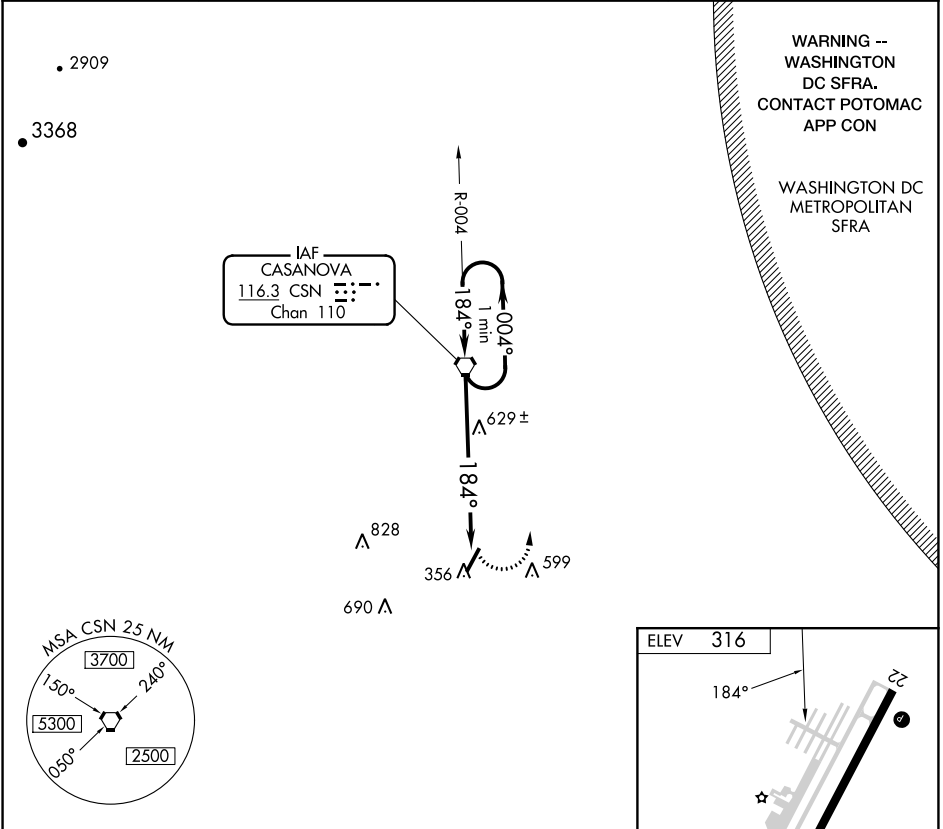 2909
3368
WARNING --
WASHINGTON
DC SFRA.
CONTACT POTOMAC
APP CON
WASHINGTON DC
METROPOLITAN
SFRA
R-004
IAF
CASANOVA
116.3 CSN
Chan 110
184°
1 min
004°
629 ±
184°
828
356
599
690
MSA CSN 25 NM
3700
150°
240°
5300
050°
2500
ELEV 316
184°
22
P